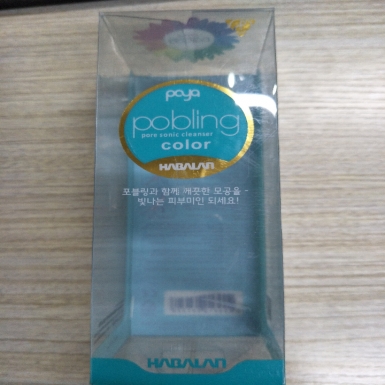 poya
pobling
pore sonic cleanser
color
HABALAN
포블링과 함께 깨끗한 모공을 -
빛나는 피부미인 되세요!
HABALAN